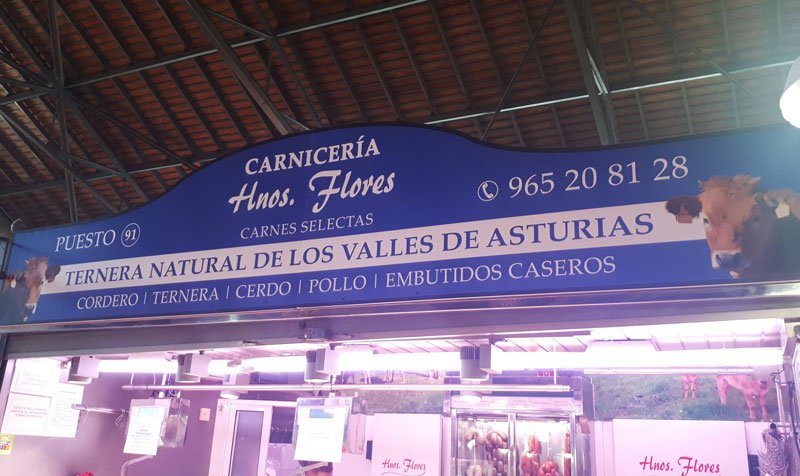 CARNICERÍA
Hnos. Flores
CARNES SELECTAS
965 20 81 28
PUESTO 91
TERNERA NATURAL DE LOS VALLES DE ASTURIAS
CORDERO | TERNERA | CERDO | POLLO | EMBUTIDOS CASEROS
Hnos. Flores
Hnos. Flores